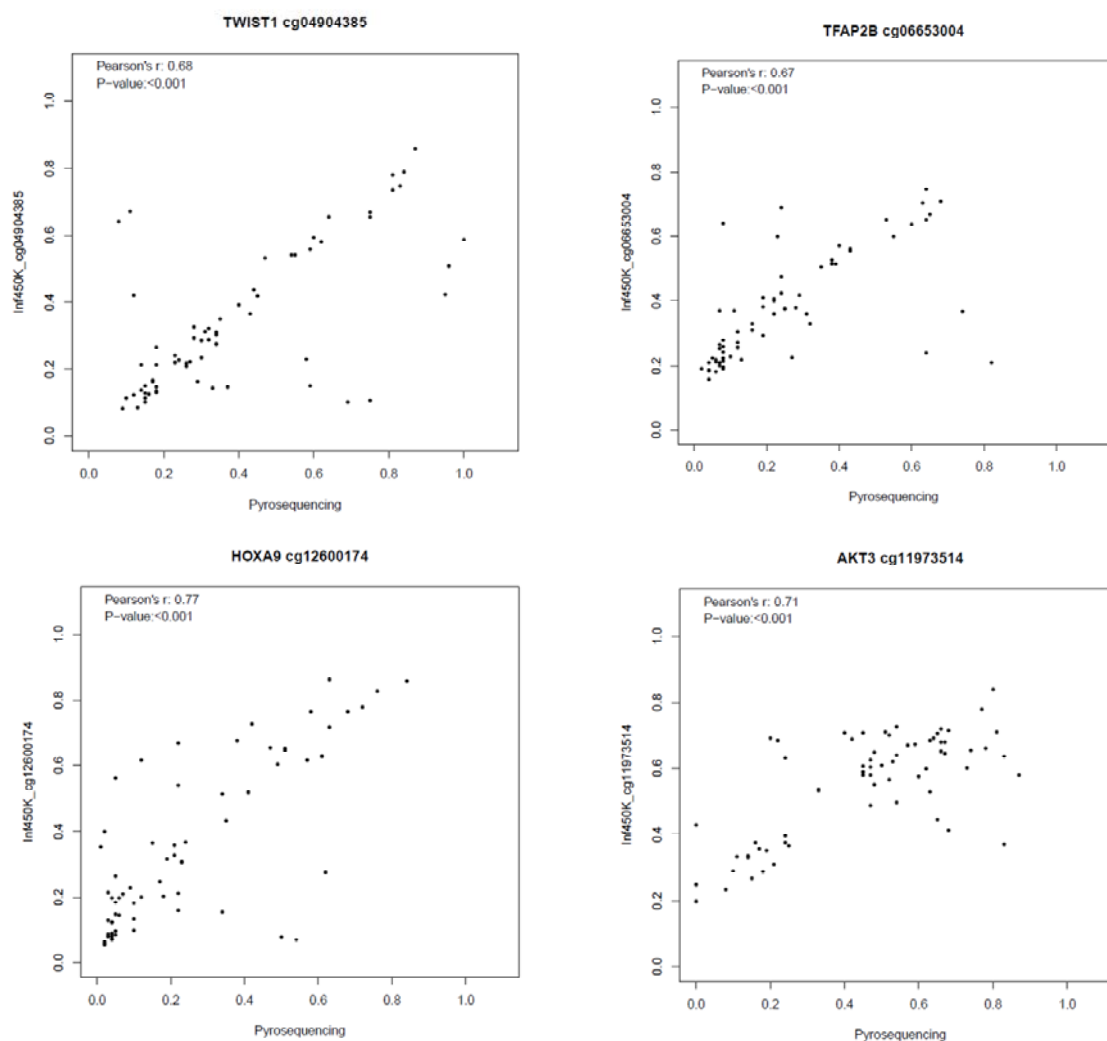 TWIST1 cg04904385
Pearson's r: 0.68
P-value:<0.001
1.0
0.8
0.6
0.4
0.2
0.0
Inf450K_cg04904385
0.0 0.2 0.4 0.6 0.8 1.0
Pyrosequencing
TFAP2B cg06653004
Pearson's r: 0.67
P-value:<0.001
1.0
0.8
0.6
0.4
0.2
0.0
Inf450K_cg06653004
0.0 0.2 0.4 0.6 0.8 1.0
Pyrosequencing
HOXA9 cg12600174
Pearson's r: 0.77
P-value:<0.001
1.0
0.8
0.6
0.4
0.2
0.0
Inf450K_cg12600174
0.0 0.2 0.4 0.6 0.8 1.0
Pyrosequencing
AKT3 cg11973514
Pearson's r: 0.71
P-value:<0.001
1.0
0.8
0.6
0.4
0.2
0.0
Inf450K_cg11973514
0.0 0.2 0.4 0.6 0.8 1.0
Pyrosequencing